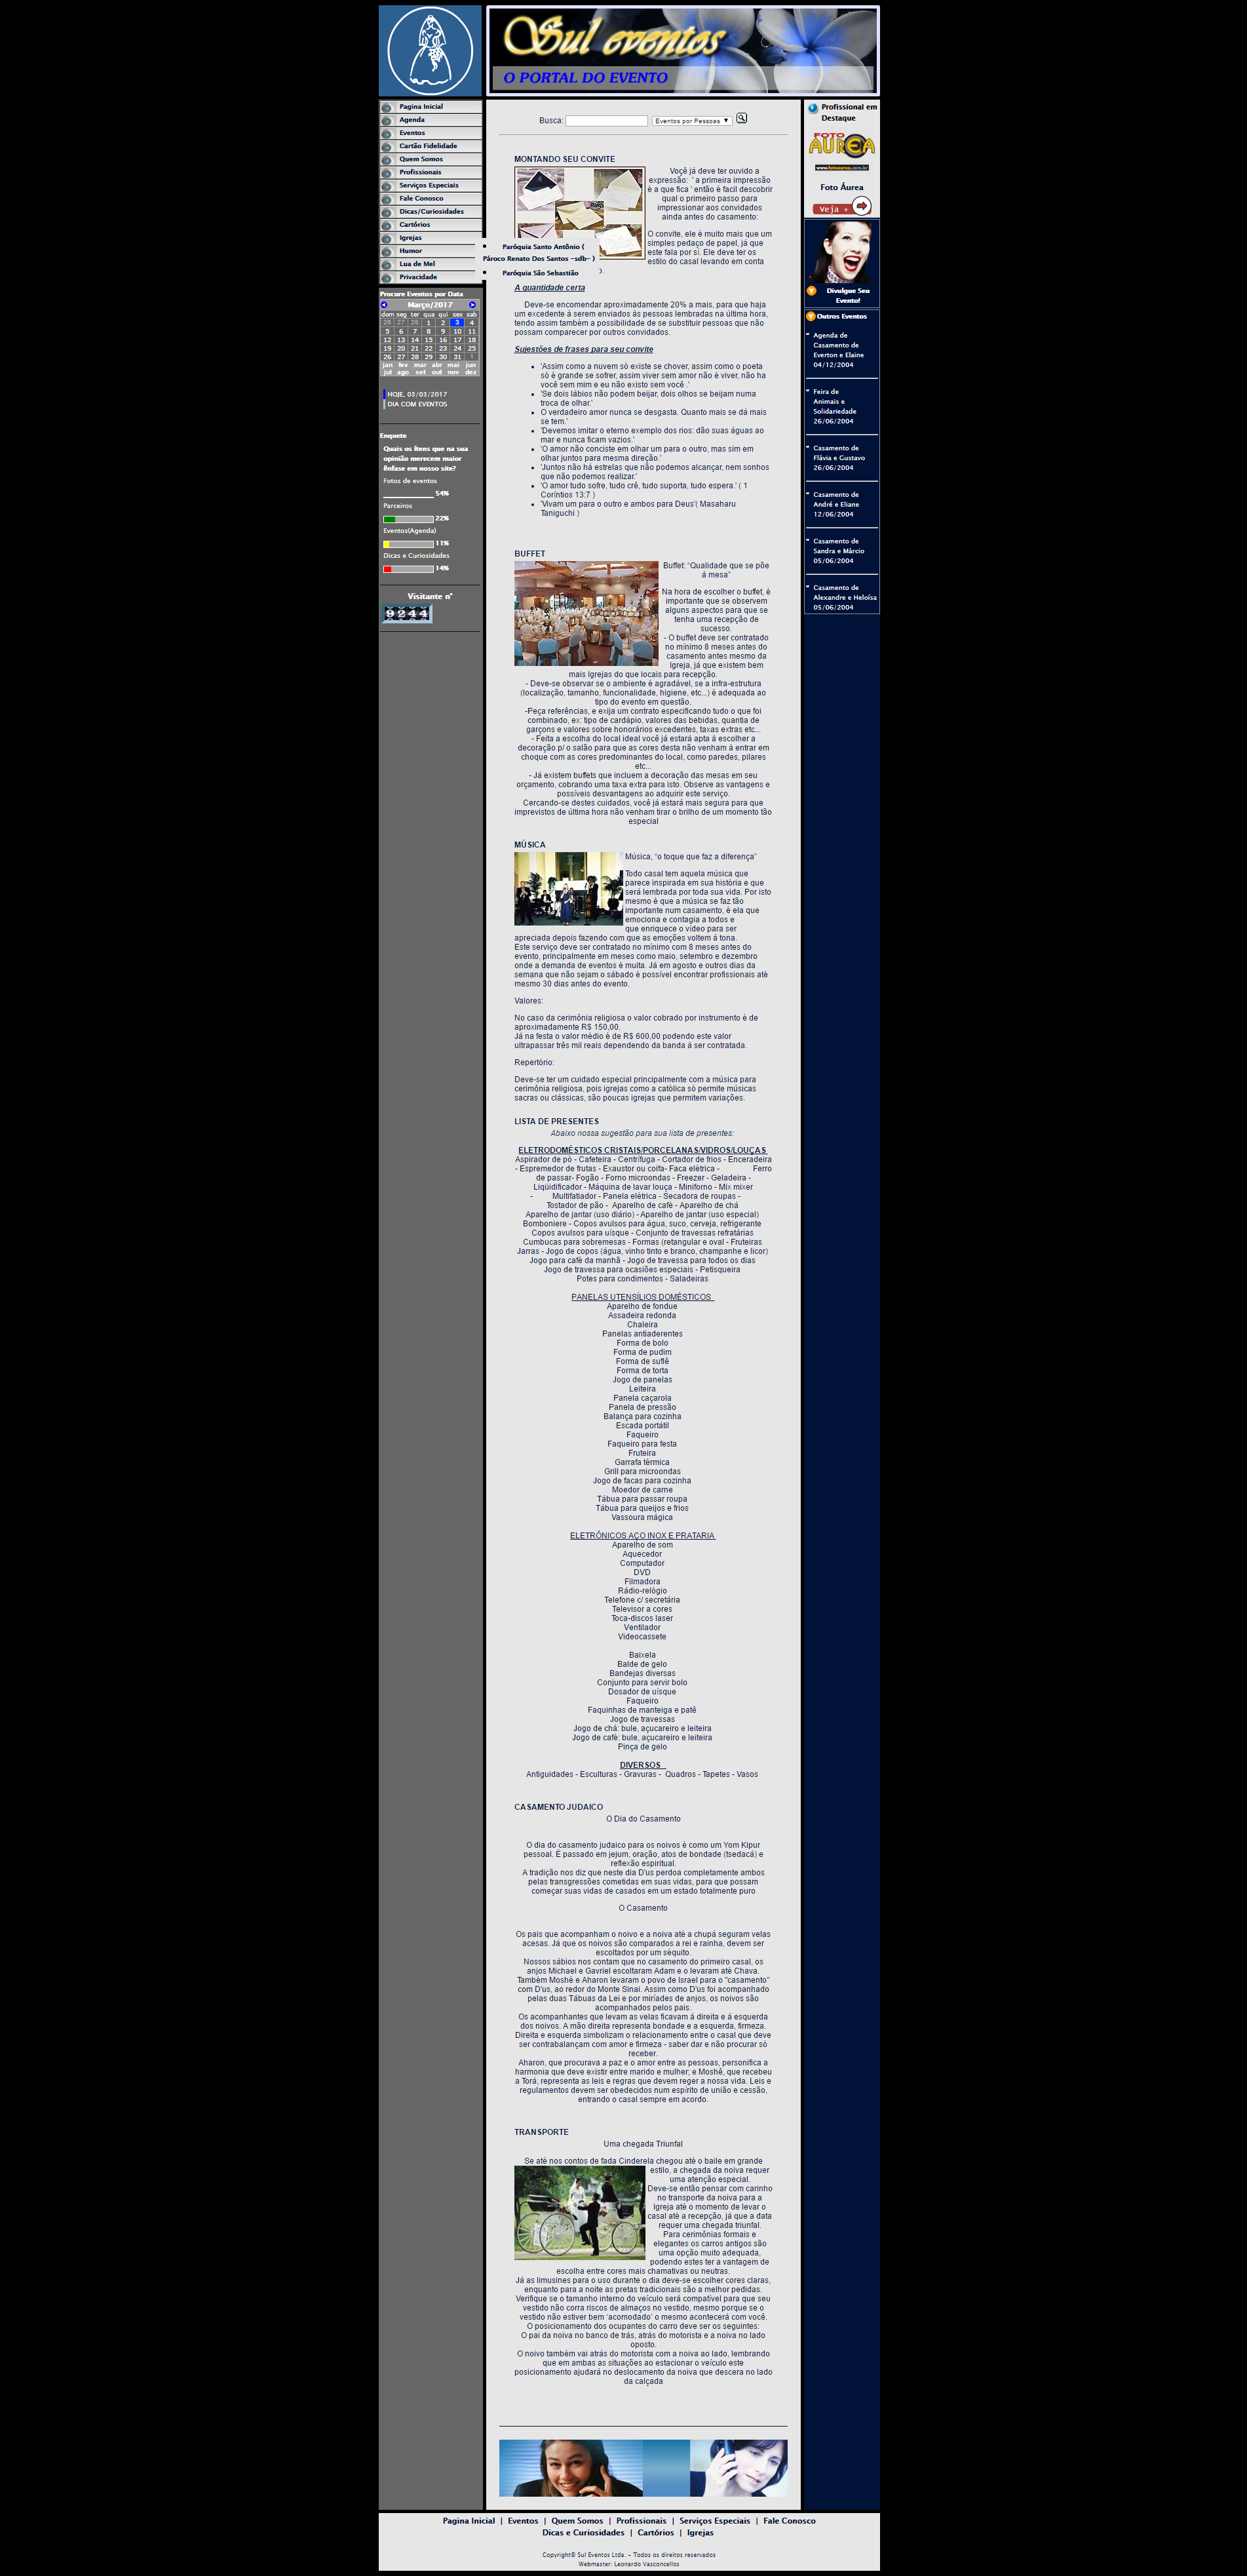 Sul eventos
O PORTAL DO EVENTO
Pagina Inicial
Agenda
Eventos
Cartão Fidelidade
Quem Somos
Profissionais
Serviços Especiais
Fale Conosco
Dicas/Curiosidades
Cartórios
Igrejas
Humor
Lua de Mel
Privacidade
Paróquia Santo Antônio (
Pároco Renato Dos Santos -sdb- )
Paróquia São Sebastião
Procure Eventos por Data
Março/2017
dom seg ter qua qui sex sab
26 27 28 1 2 3 4
5 6 7 8 9 10 11
12 13 14 15 16 17 18
19 20 21 22 23 24 25
26 27 28 29 30 31 1
jan fev mar abr mai jun
jul ago set out nov dez
HOJE, 03/03/2017
DIA COM EVENTOS
Enquete
Quais os ítens que na sua
opinião merecem maior
ênfase em nosso site?
Fotos de eventos
54%
Parceiros
22%
Eventos(Agenda)
11%
Dicas e Curiosidades
14%
Visitante n°
9244
Busca: Eventos por Pessoas
MONTANDO SEU CONVITE
Voçê já deve ter ouvido a
expressão: ' a primeira impressão
é a que fica ' então é facil descobrir
qual o primeiro passo para
impressionar aos convidados
ainda antes do casamento:
O convite, ele é muito mais que um
simples pedaço de papel, já que
este fala por sí. Ele deve ter os
estilo do casal levando em conta
A quantidade certa
Deve-se encomendar aproximadamente 20% a mais, para que haja
um excedente á serem enviados ás pessoas lembradas na última hora,
tendo assim também a possibilidade de se substituir pessoas que não
possam comparecer por outros convidados.
Sujestões de frases para seu convite
'Assim como a nuvem só existe se chover, assim como o poeta
só é grande se sofrer, assim viver sem amor não é viver, não ha
você sem mim e eu não existo sem você .'
'Se dois lábios não podem beijar, dois olhos se beijam numa
troca de olhar.'
O verdadeiro amor nunca se desgasta. Quanto mais se dá mais
se tem.'
'Devemos imitar o eterno exemplo dos rios: dão suas águas ao
mar e nunca ficam vazios.'
'O amor não conciste em olhar um para o outro, mas sim em
olhar juntos para mesma direção.'
'Juntos não há estrelas que não podemos alcançar, nem sonhos
que não podemos realizar.'
'O amor tudo sofre, tudo crê, tudo suporta, tudo espera.' ( 1
Coríntios 13:7 )
'Vivam um para o outro e ambos para Deus'( Masaharu
Taniguchi )
BUFFET
Buffet: “Qualidade que se põe
á mesa”
Na hora de escolher o buffet, é
importante que se observem
alguns aspectos para que se
tenha uma recepção de
sucesso.
- O buffet deve ser contratado
no mínimo 8 meses antes do
casamento antes mesmo da
Igreja, já que existem bem
mais Igrejas do que locais para recepção.
- Deve-se observar se o ambiente é agradável, se a infra-estrutura
(localização, tamanho, funcionalidade, higiene, etc...) é adequada ao
tipo do evento em questão.
-Peça referências, e exija um contrato especificando tudo o que foi
combinado, ex: tipo de cardápio, valores das bebidas, quantia de
garçons e valores sobre honorários excedentes, taxas extras etc...
- Feita a escolha do local ideal você já estará apta á escolher a
decoração p/ o salão para que as cores desta não venham á entrar em
choque com as cores predominantes do local, como paredes, pilares
etc...
- Já existem buffets que incluem a decoração das mesas em seu
orçamento, cobrando uma taxa extra para isto. Observe as vantagens e
possíveis desvantagens ao adquirir este serviço.
Cercando-se destes cuidados, você já estará mais segura para que
imprevistos de última hora não venham tirar o brilho de um momento tão
especial
MÚSICA
Música, “o toque que faz a diferença”
Todo casal tem aquela música que
parece inspirada em sua história e que
será lembrada por toda sua vida. Por isto
mesmo é que a música se faz tão
importante num casamento, é ela que
emociona e contagia a todos e
que enriquece o vídeo para ser
apreciada depois fazendo com que as emoções voltem á tona.
Este serviço deve ser contratado no mínimo com 8 meses antes do
evento, principalmente em meses como maio, setembro e dezembro
onde a demanda de eventos é muita. Já em agosto e outros dias da
semana que não sejam o sábado é possível encontrar profissionais até
mesmo 30 dias antes do evento.
Valores:
No caso da cerimônia religiosa o valor cobrado por instrumento é de
aproximadamente R$ 150,00.
Já na festa o valor médio é de R$ 600,00 podendo este valor
ultrapassar três mil reais dependendo da banda á ser contratada.
Repertório:
Deve-se ter um cuidado especial principalmente com a música para
cerimônia religiosa, pois igrejas como a católica só permite músicas
sacras ou clássicas, são poucas igrejas que permitem variações.
LISTA DE PRESENTES
Abaixo nossa sugestão para sua lista de presentes:
ELETRODOMÉSTICOS CRISTAIS/PORCELANAS/VIDROS/LOUÇAS
Aspirador de pó - Cafeteira - Centrífuga - Cortador de frios - Enceradeira
- Espremedor de frutas - Exaustor ou coifa- Faca elétrica - Ferro
de passar- Fogão - Forno microondas - Freezer - Geladeira -
Liqüidificador - Máquina de lavar louça - Miniforno - Mix mixer
- Multifatiador - Panela elétrica - Secadora de roupas -
Tostador de pão - Aparelho de café - Aparelho de chá
Aparelho de jantar (uso diário) - Aparelho de jantar (uso especial)
Bomboniere - Copos avulsos para água, suco, cerveja, refrigerante
Copos avulsos para uísque - Conjunto de travessas refratárias
Cumbucas para sobremesas - Formas (retangular e oval - Fruteiras
Jarras - Jogo de copos (água, vinho tinto e branco, champanhe e licor)
Jogo para café da manhã - Jogo de travessa para todos os dias
Jogo de travessa para ocasiões especiais - Petisqueira
Potes para condimentos - Saladeiras
PANELAS UTENSÍLIOS DOMÉSTICOS
Aparelho de fondue
Assadeira redonda
Chaleira
Panelas antiaderentes
Forma de bolo
Forma de pudim
Forma de suflê
Forma de torta
Jogo de panelas
Leiteira
Panela caçarola
Panela de pressão
Balança para cozinha
Escada portátil
Faqueiro
Faqueiro para festa
Fruteira
Garrafa térmica
Grill para microondas
Jogo de facas para cozinha
Moedor de carne
Tábua para passar roupa
Tábua para queijos e frios
Vassoura mágica
ELETRÔNICOS AÇO INOX E PRATARIA
Aparelho de som
Aquecedor
Computador
DVD
Filmadora
Rádio-relógio
Telefone c/ secretária
Televisor a cores
Toca-discos laser
Ventilador
Videocassete
Baixela
Balde de gelo
Bandejas diversas
Conjunto para servir bolo
Dosador de uísque
Faqueiro
Faquinhas de manteiga e patê
Jogo de travessas
Jogo de chá: bule, açucareiro e leiteira
Jogo de café: bule, açucareiro e leiteira
Pinça de gelo
DIVERSOS
Antiguidades - Esculturas - Gravuras - Quadros - Tapetes - Vasos
CASAMENTO JUDAICO
O Dia do Casamento
O dia do casamento judaico para os noivos é como um Yom Kipur
pessoal. É passado em jejum, oração, atos de bondade (tsedacá) e
reflexão espiritual.
A tradição nos diz que neste dia D'us perdoa completamente ambos
pelas transgressões cometidas em suas vidas, para que possam
começar suas vidas de casados em um estado totalmente puro
O Casamento
Os pais que acompanham o noivo e a noiva até a chupá seguram velas
acesas. Já que os noivos são comparados a rei e rainha, devem ser
escoltados por um séquito.
Nossos sábios nos contam que no casamento do primeiro casal, os
anjos Michael e Gavriel escoltaram Adam e o levaram até Chava.
Também Moshê e Aharon levaram o povo de Israel para o "casamento"
com D'us, ao redor do Monte Sinai. Assim como D'us foi acompanhado
pelas duas Tábuas da Lei e por miríades de anjos, os noivos são
acompanhados pelos pais.
Os acompanhantes que levam as velas ficavam á direita e á esquerda
dos noivos. A mão direita representa bondade e a esquerda, firmeza.
Direita e esquerda simbolizam o relacionamento entre o casal que deve
ser contrabalançam com amor e firmeza - saber dar e não procurar só
receber.
Aharon, que procurava a paz e o amor entre as pessoas, personifica a
harmonia que deve existir entre marido e mulher; e Moshê, que recebeu
a Torá, representa as leis e regras que devem reger a nossa vida. Leis e
regulamentos devem ser obedecidos num espírito de união e cessão,
entrando o casal sempre em acordo.
TRANSPORTE
Uma chegada Triunfal
Se até nos contos de fada Cinderela chegou até o baile em grande
estilo, a chegada da noiva requer
uma atenção especial.
Deve-se então pensar com carinho
no transporte da noiva para a
Igreja até o momento de levar o
casal até a recepção, já que a data
requer uma chegada triunfal.
Para cerimônias formais e
elegantes os carros antigos são
uma opção muito adequada,
podendo estes ter a vantagem de
escolha entre cores mais chamativas ou neutras.
Já as limusines para o uso durante o dia deve-se escolher cores claras,
enquanto para a noite as pretas tradicionais são a melhor pedidas.
Verifique se o tamanho interno do veículo será compatível para que seu
vestido não corra riscos de almaços no vestido, mesmo porque se o
vestido não estiver bem ‘acomodado’ o mesmo acontecerá com você.
O posicionamento dos ocupantes do carro deve ser os seguintes:
O pai da noiva no banco de trás, atrás do motorista e a noiva no lado
oposto.
O noivo também vai atrás do motorista com a noiva ao lado, lembrando
que em ambas as situações ao estacionar o veículo este
posicionamento ajudará no deslocamento da noiva que descera no lado
da calçada
Profissional em
Destaque
FOTO
AUREA
www.fotoaurea.com.br
Foto Áurea
Veja +
Divulgue Seu
Evento!
Outros Eventos
Agenda de
Casamento de
Everton e Elaine
04/12/2004
Feira de
Animais e
Solidariedade
26/06/2004
Casamento de
Flávia e Gustavo
26/06/2004
Casamento de
André e Eliane
12/06/2004
Casamento de
Sandra e Márcio
05/06/2004
Casamento de
Alexandre e Heloísa
05/06/2004
Pagina Inicial | Eventos | Quem Somos | Profissionais | Serviços Especiais | Fale Conosco
Dicas e Curiosidades | Cartórios | Igrejas
Copyright© Sul Eventos Ltda. - Todos os direitos reservados
Webmaster: Leonardo Vasconcellos